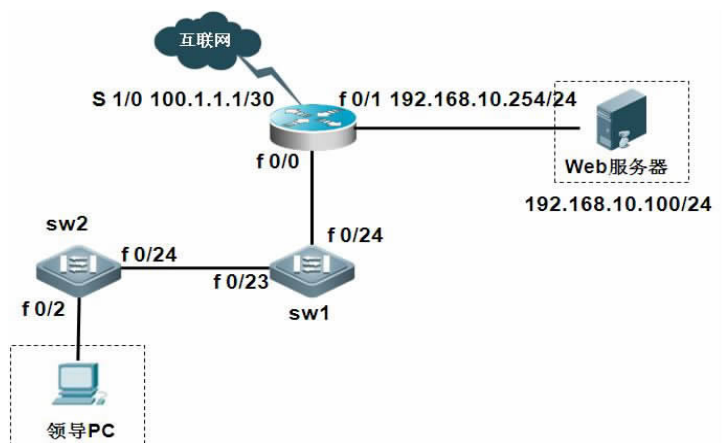 互联网
S 1/0 100.1.1.1/30
f 0/1 192.168.10.254/24
f 0/0
Web服务器
192.168.10.100/24
sw2
f 0/24
f 0/24
f 0/23
f 0/2
sw1
领导PC